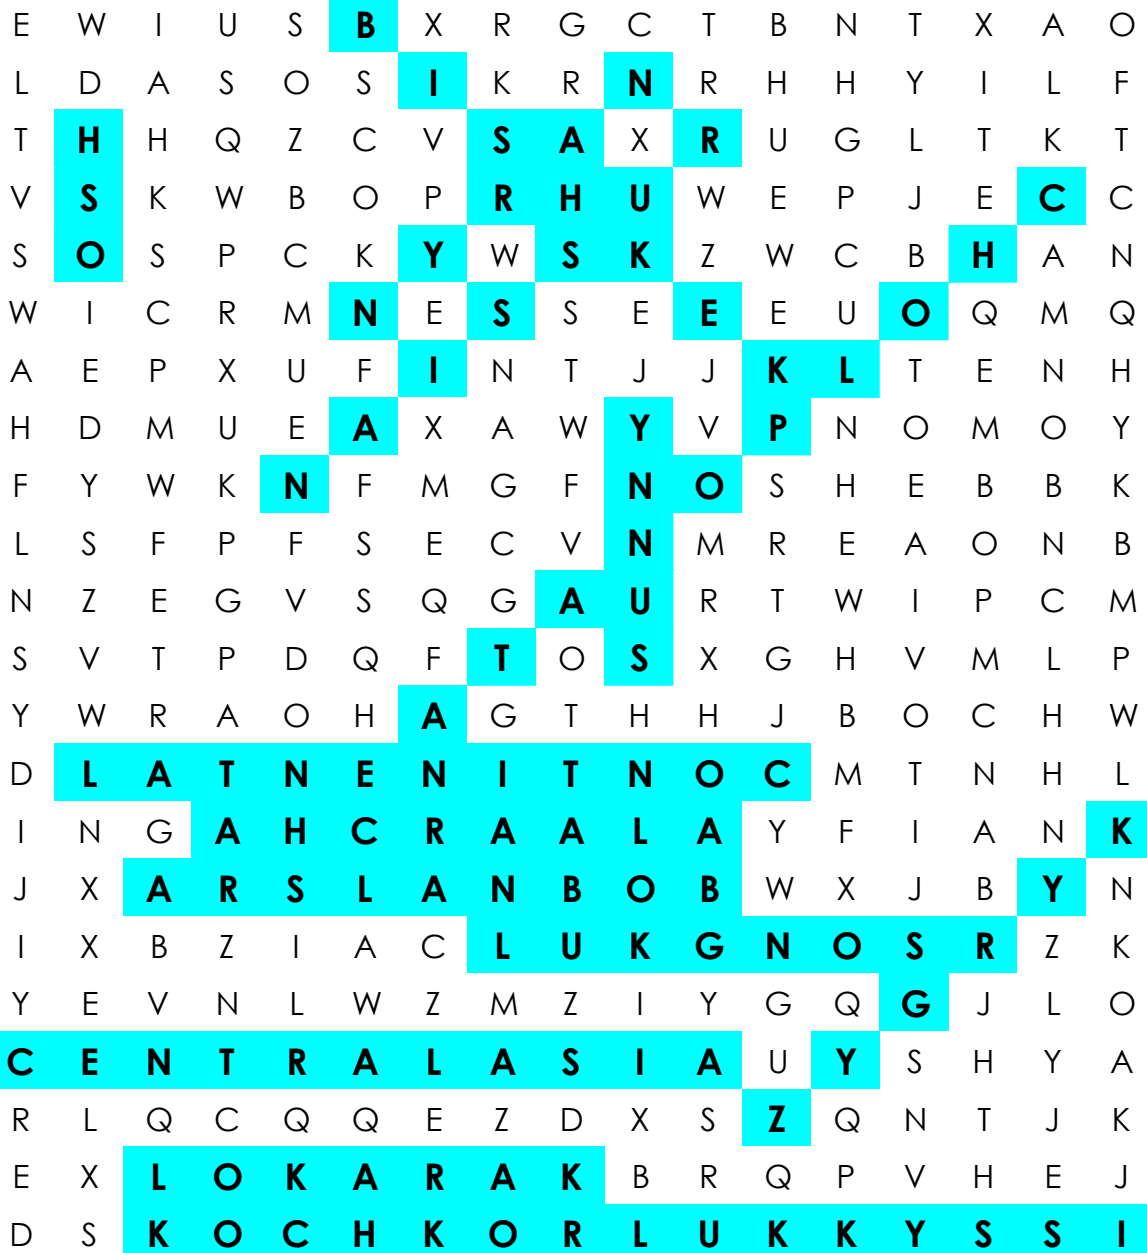 E W I U S B X R G C T B N T X A O
L D A S O S I K R N R H H Y I L F
T H H Q Z C V S A X R U G L T K T
V S K W B O P R H U W E P J E C C
S O S P C K Y W S K Z W C B H A N
W I C R M N E S S E E E U O Q M Q
A E P X U F I N T J J K L T E N H
H D M U E A X A W Y V P N O M O Y
F Y W K N F M G F N O S H E B B K
L S F P F S E C V N M R E A O N B
N Z E G V S Q G A U R T W I P C M
S V T P D Q F T O S X G H V M L P
Y W R A O H A G T H H J B O C H W
D L A T N E N I T N O C M T N H L
I N G A H C R A A L A Y F I A N K
J X A R S L A N B O B W X J B Y N
I X B Z I A C L U K G N O S R Z K
Y E V N L W Z M Z I Y G Q G J L O
C E N T R A L A S I A U Y S H Y A
R L Q C Q Q E Z D X S Z Q N T J K
E X L O K A R A K B R Q P V H E J
D S K O C H K O R L U K K Y S S I